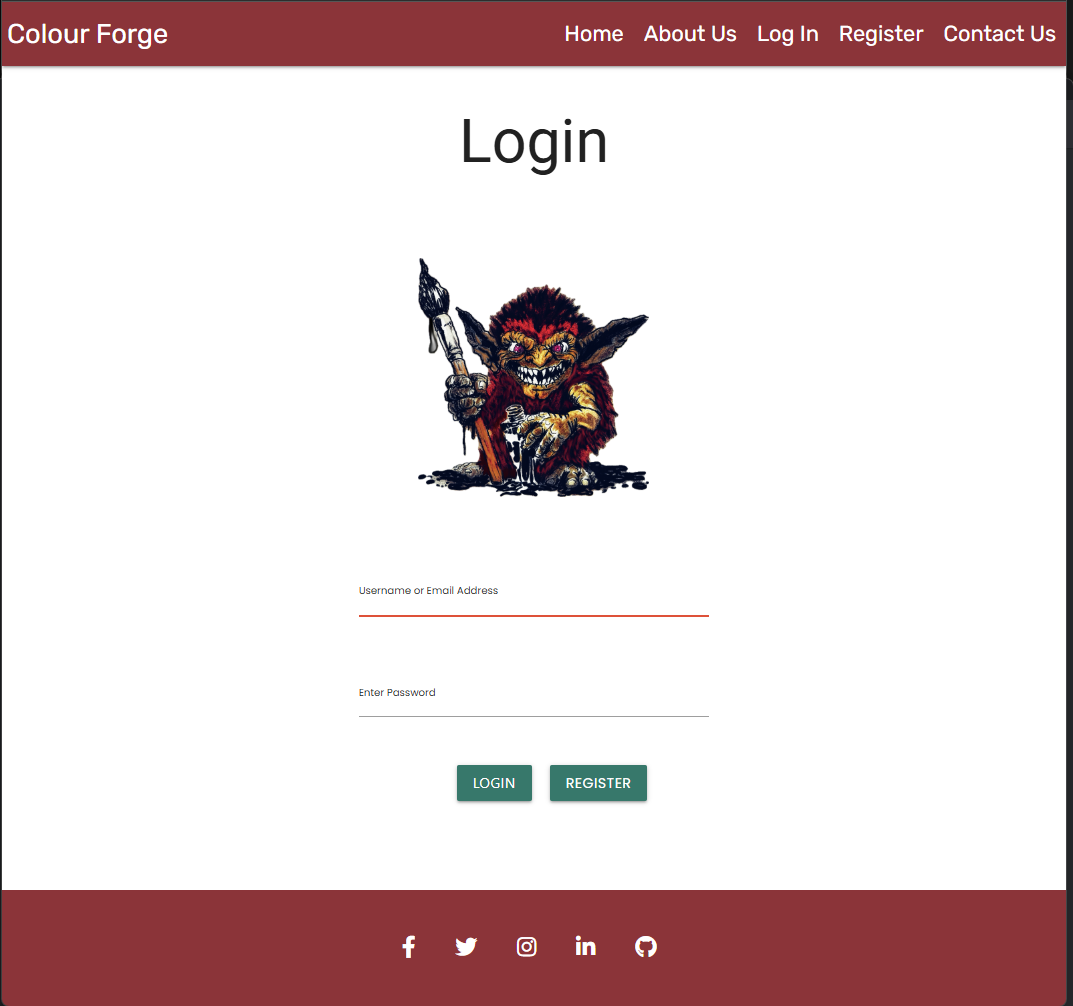 Colour Forge Home About Us Log In Register Contact Us
Login
Username or Email Address
Enter Password
LOGIN REGISTER